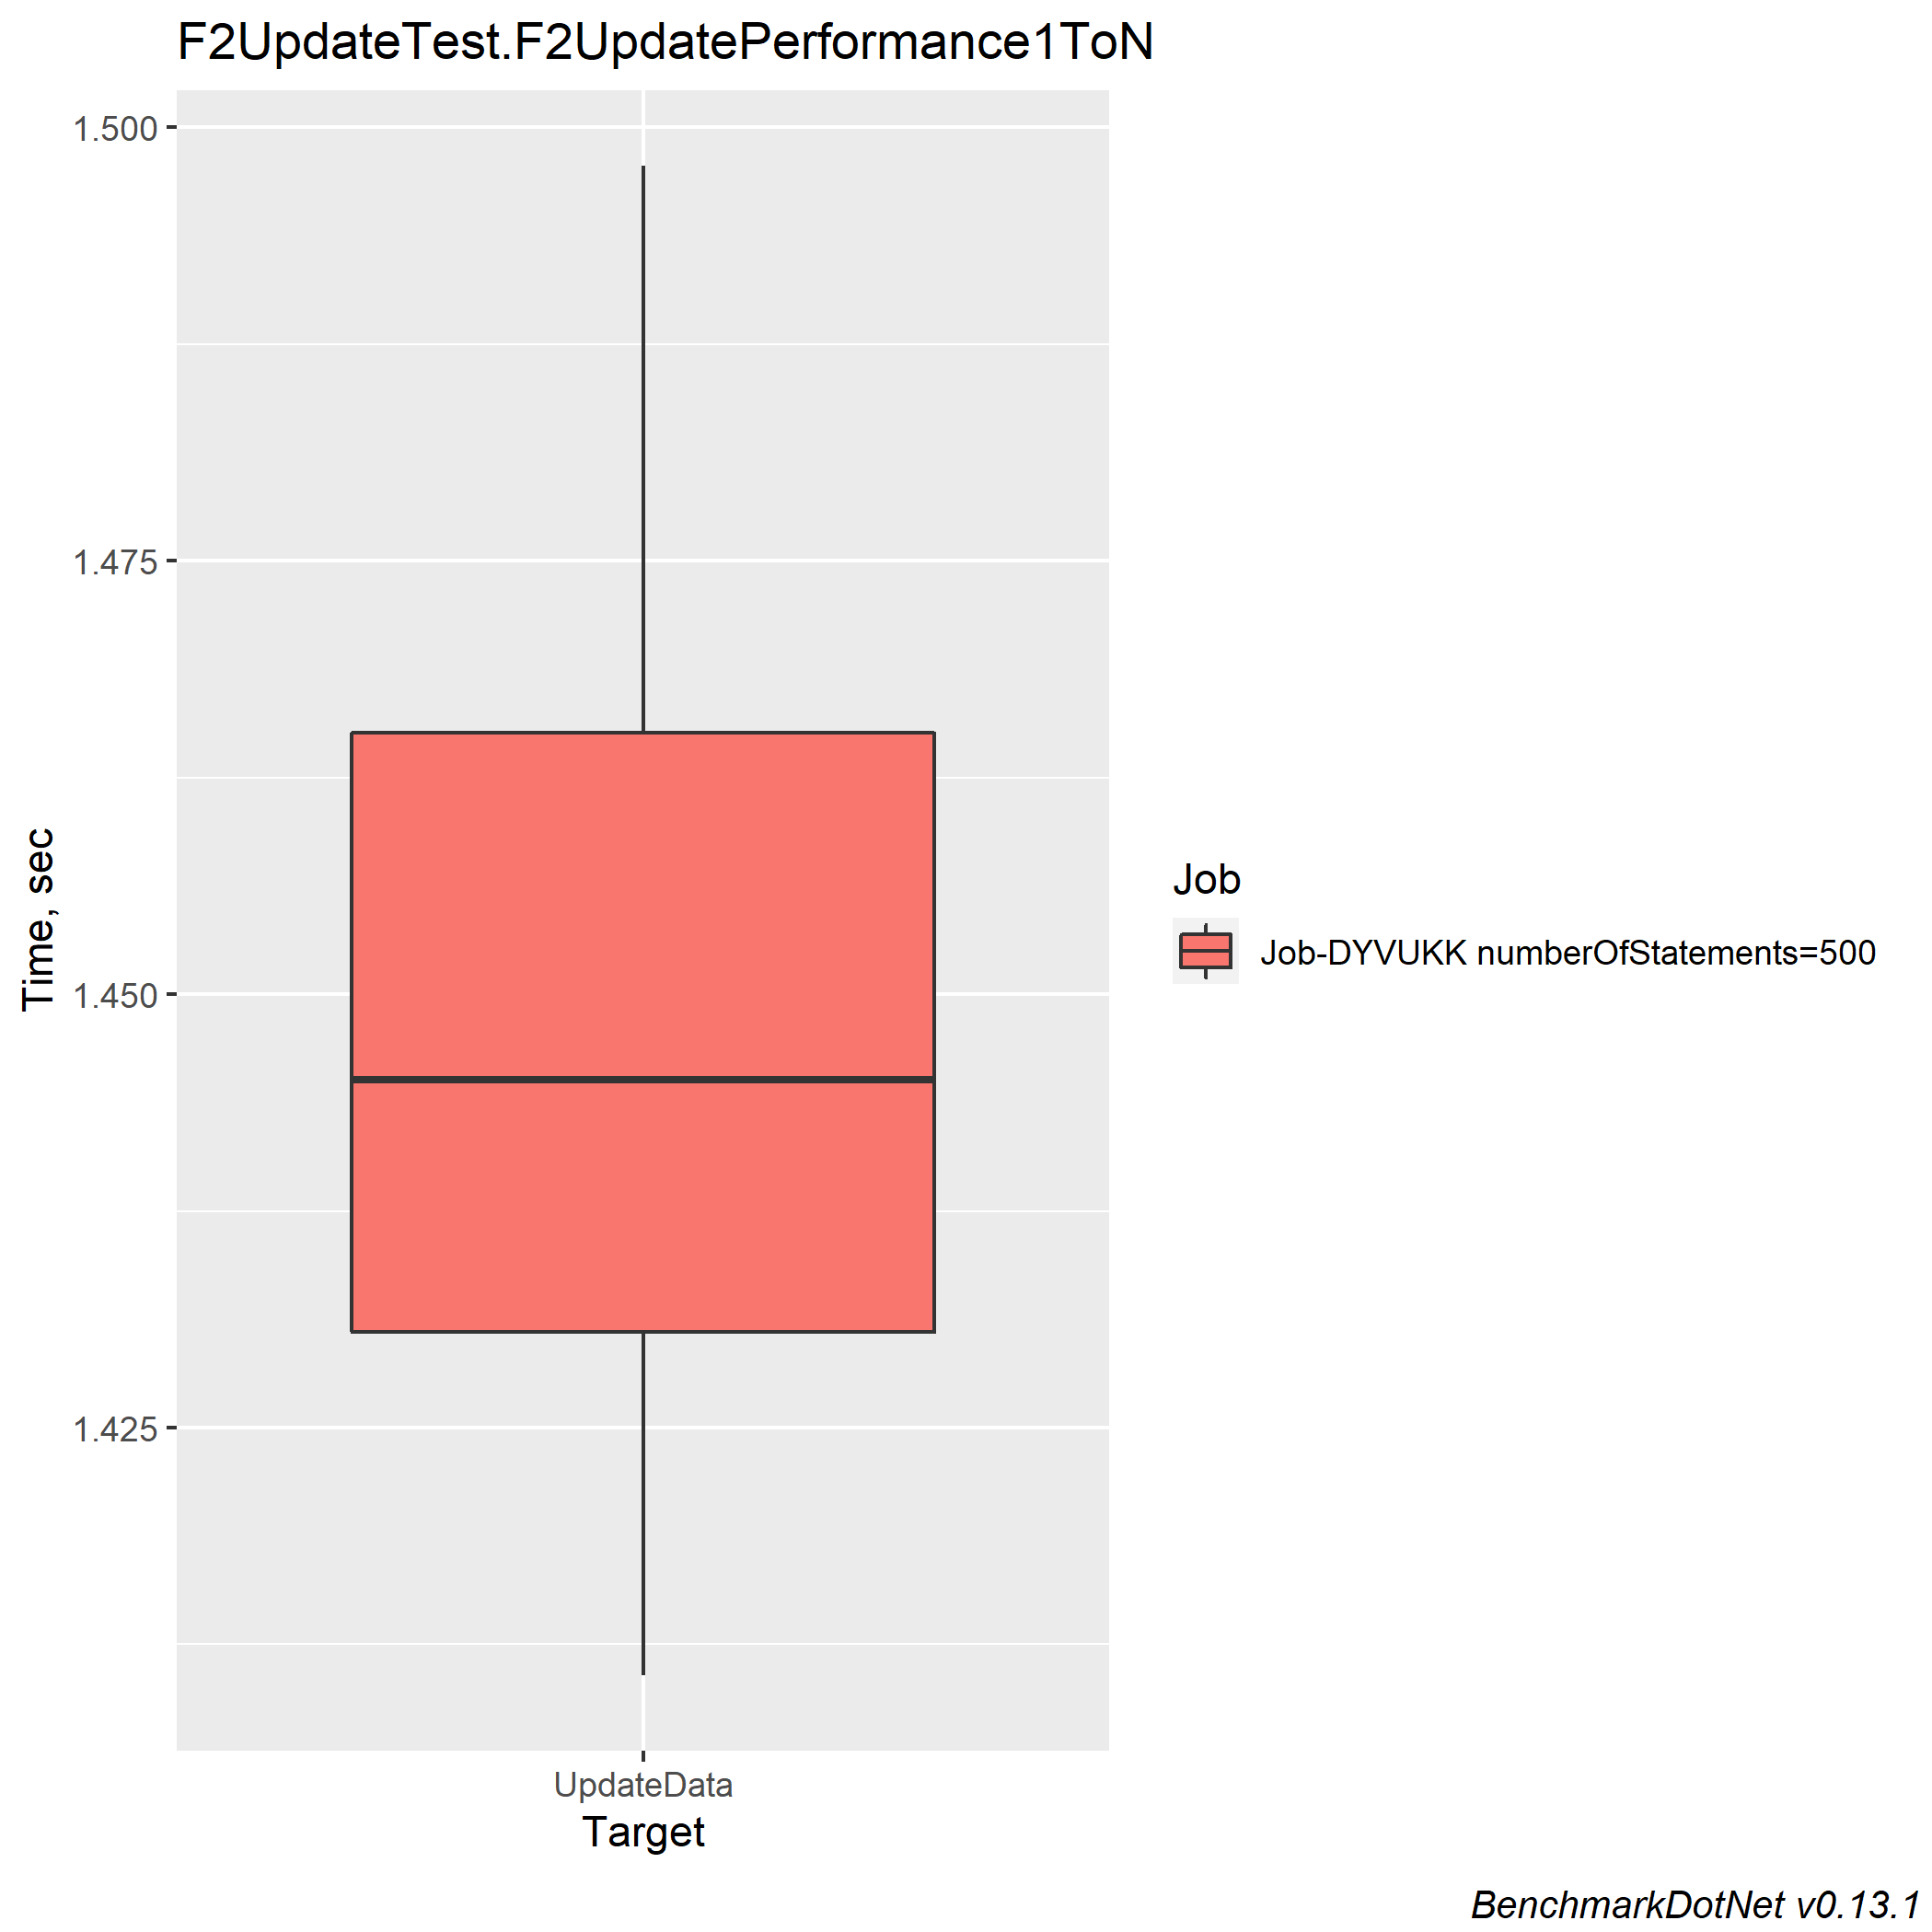 F2UpdateTest.F2UpdatePerformance1ToN
1.500
1.475
1.450
1.425
Time, sec
UpdateData
Target
Job
Job-DYVUKK numberOfStatements=500
BenchmarkDotNet v0.13.1